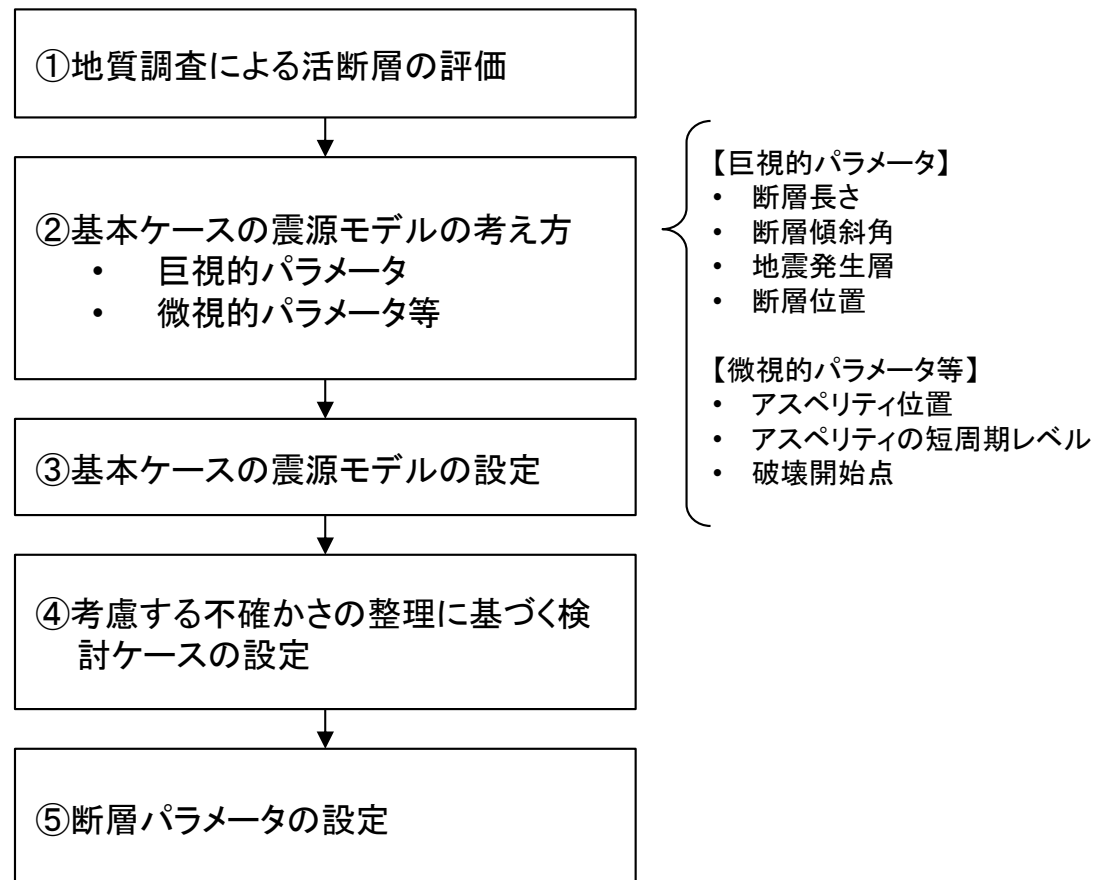 ①地質調査による活断層の評価
②基本ケースの震源モデルの考え方
• 巨視的パラメータ
• 微視的パラメータ等
【巨視的パラメータ】
• 断層長さ
• 断層傾斜角
• 地震発生層
• 断層位置
【微視的パラメータ等】
• アスペリティ位置
• アスペリティの短周期レベル
• 破壊開始点
③基本ケースの震源モデルの設定
④考慮する不確かさの整理に基づく検
討ケースの設定
⑤断層パラメータの設定